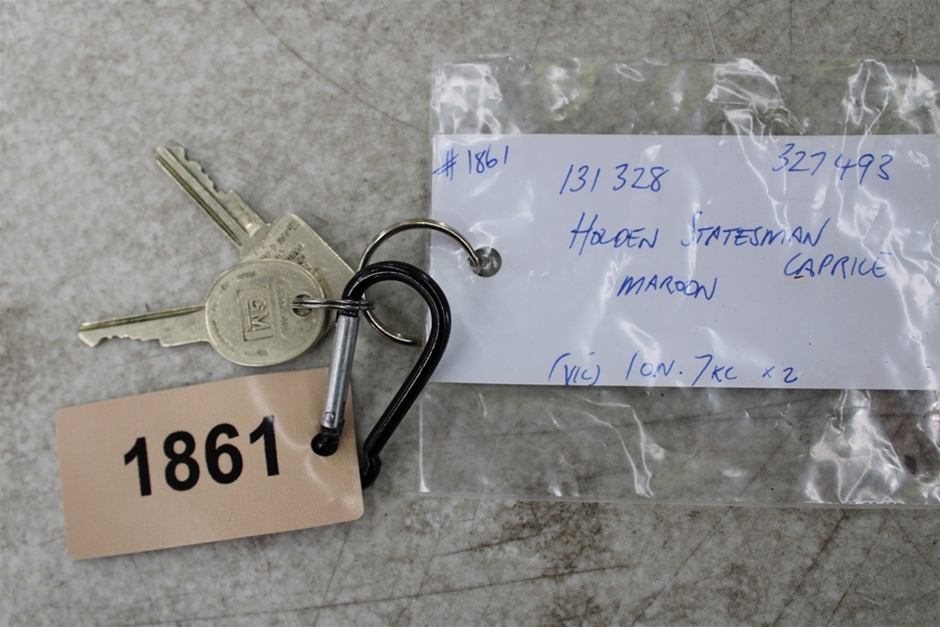 #1861 131 328 327 493
HOLDEN STATESMAN
CAPRICE
MAROON
(VIC) 1ON.7KC x2
GM
1861